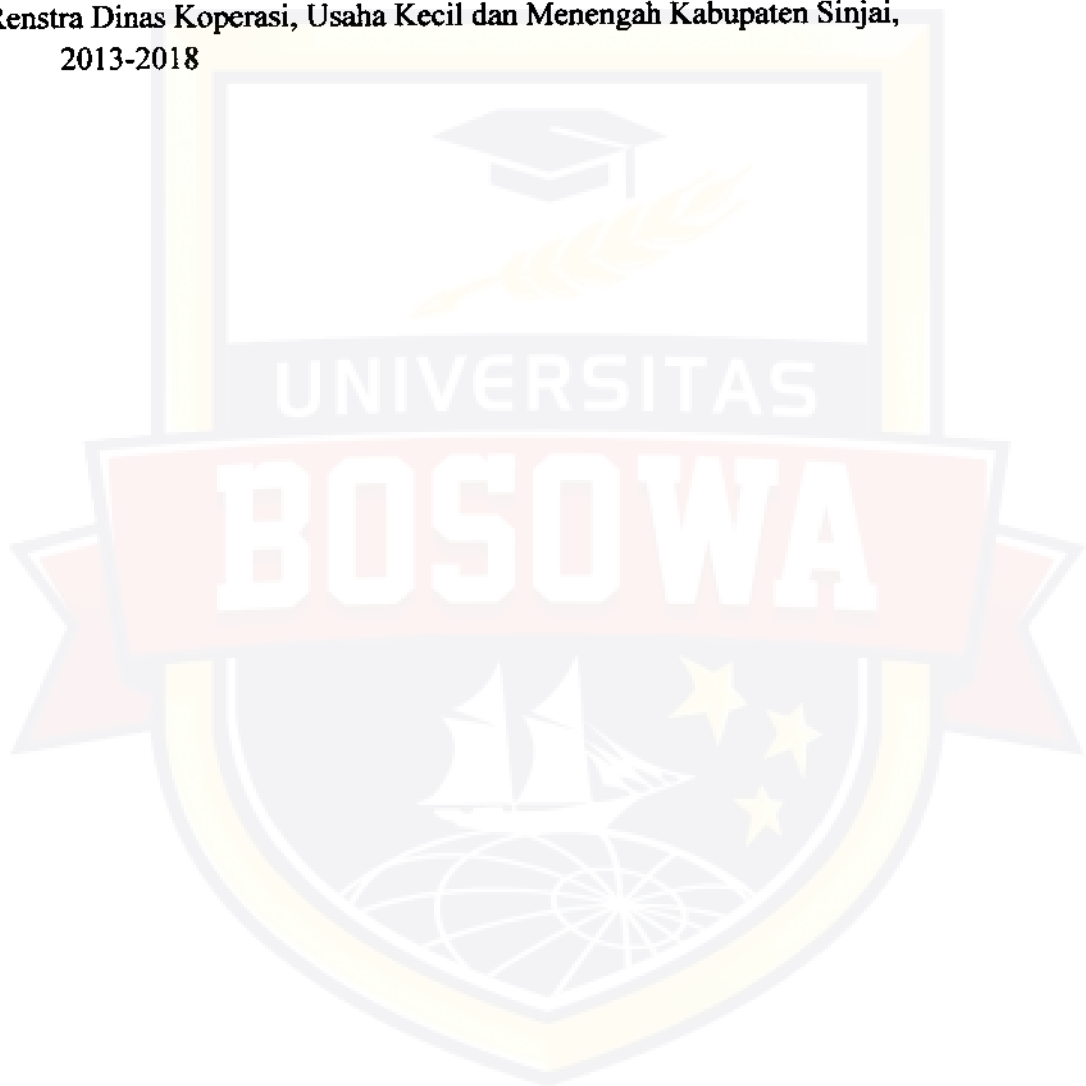 Renstra Dinas Koperasi, Usaha Kecil dan Menengah Kabupaten Sinjai,
2013-2018
UNIVERSITAS
BOSOWA